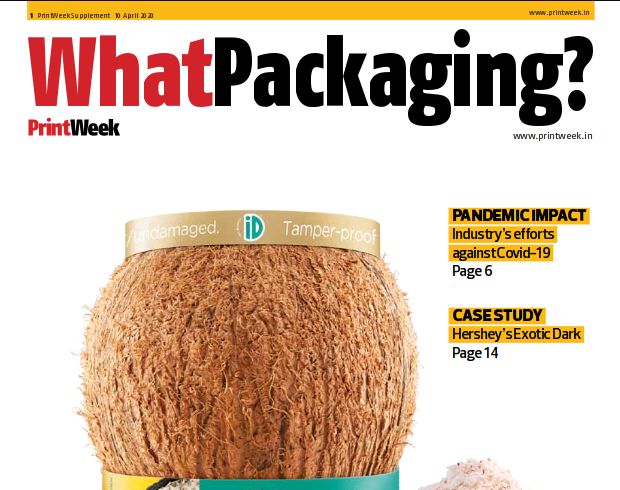 1 PrintWeek Supplement 10 April 2020
www.printweek.in
WhatPackaging?
PrintWeek
www.printweek.in
/undamaged. iD Tamper-proof
PANDEMIC IMPACT
Industry's efforts
against Covid-19
Page 6
CASE STUDY
Hershey's Exotic Dark
Page 14